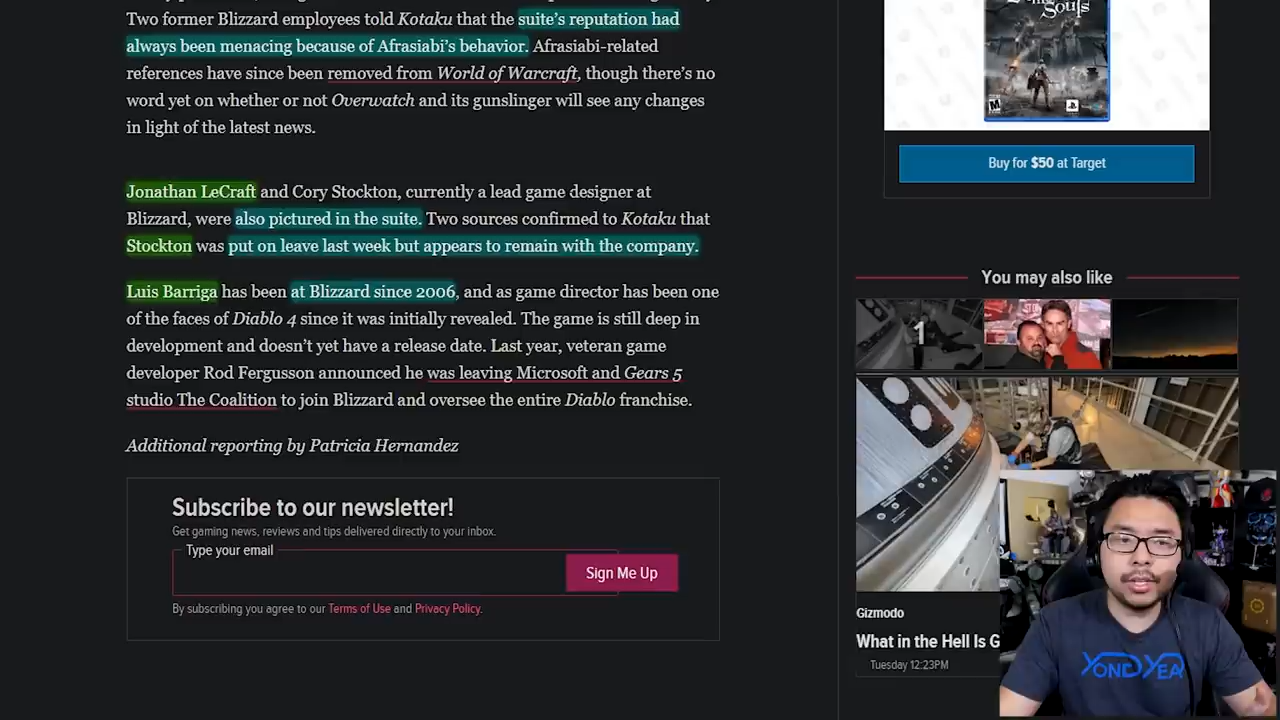 Two former Blizzard employees told Kotaku that the suite’s reputation had
always been menacing because of Afrasiabi’s behavior. Afrasiabi-related
references have since been removed from World of Warcraft, though there’s no
word yet on whether or not Overwatch and its gunslinger will see any changes
in light of the latest news.
Jonathan LeCraft and Cory Stockton, currently a lead game designer at
Blizzard, were also pictured in the suite. Two sources confirmed to Kotaku that
Stockton was put on leave last week but appears to remain with the company.
Luis Barriga has been at Blizzard since 2006, and as game director has been one
of the faces of Diablo 4 since it was initially revealed. The game is still deep in
development and doesn’t yet have a release date. Last year, veteran game
developer Rod Fergusson announced he was leaving Microsoft and Gears 5
studio The Coalition to join Blizzard and oversee the entire Diablo franchise.
Additional reporting by Patricia Hernandez
Subscribe to our newsletter!
Get gaming news, reviews and tips delivered directly to your inbox.
Type your email
Sign Me Up
By subscribing you agree to our Terms of Use and Privacy Policy.
Souls
M
Buy for $50 at Target
You may also like
1
Gizmodo
What in the Hell Is G
Tuesday 12:23PM
YONG YEA